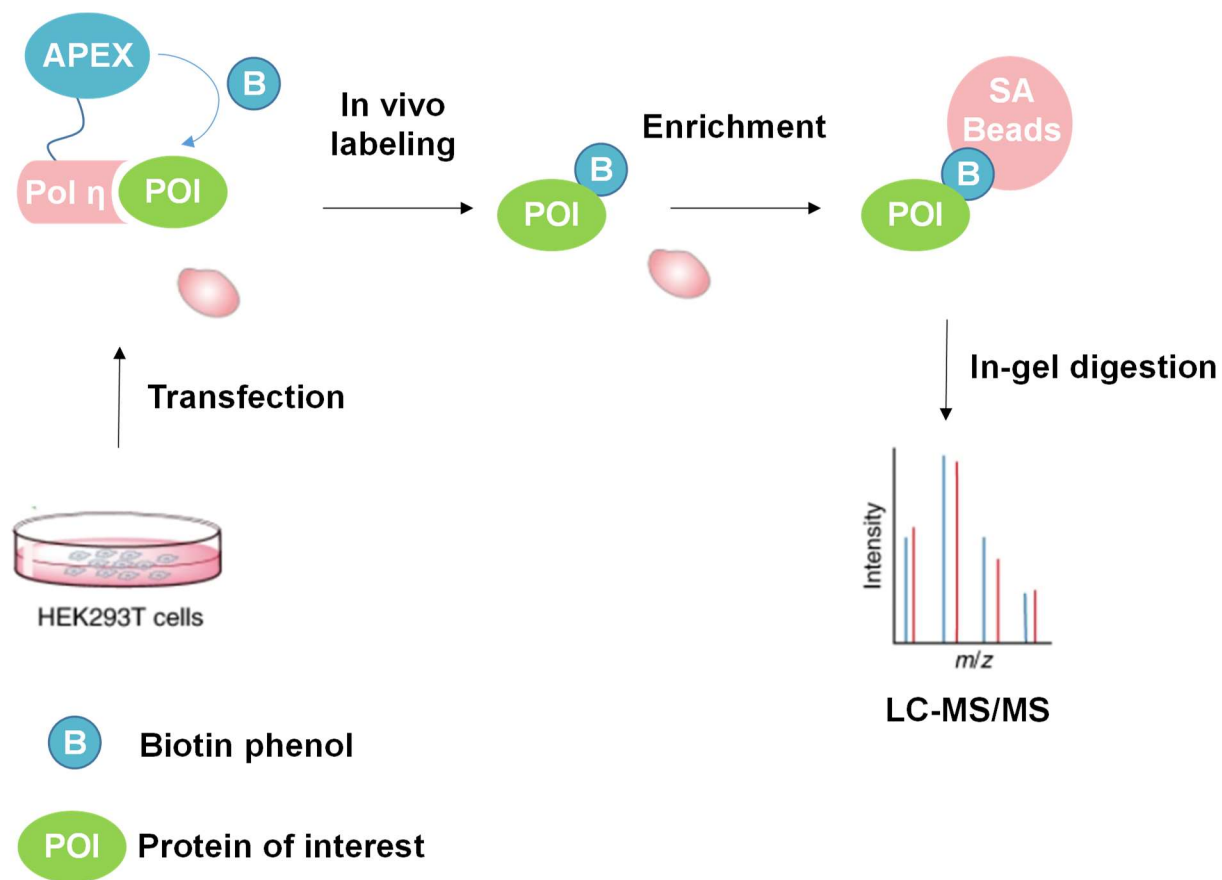 APEX
B
Pol η
POI
In vivo
labeling
B
POI
Enrichment
SA
Beads
B
POI
Transfection
In-gel digestion
HEK293T cells
Intensity
m/z
LC-MS/MS
B
Biotin phenol
POI
Protein of interest